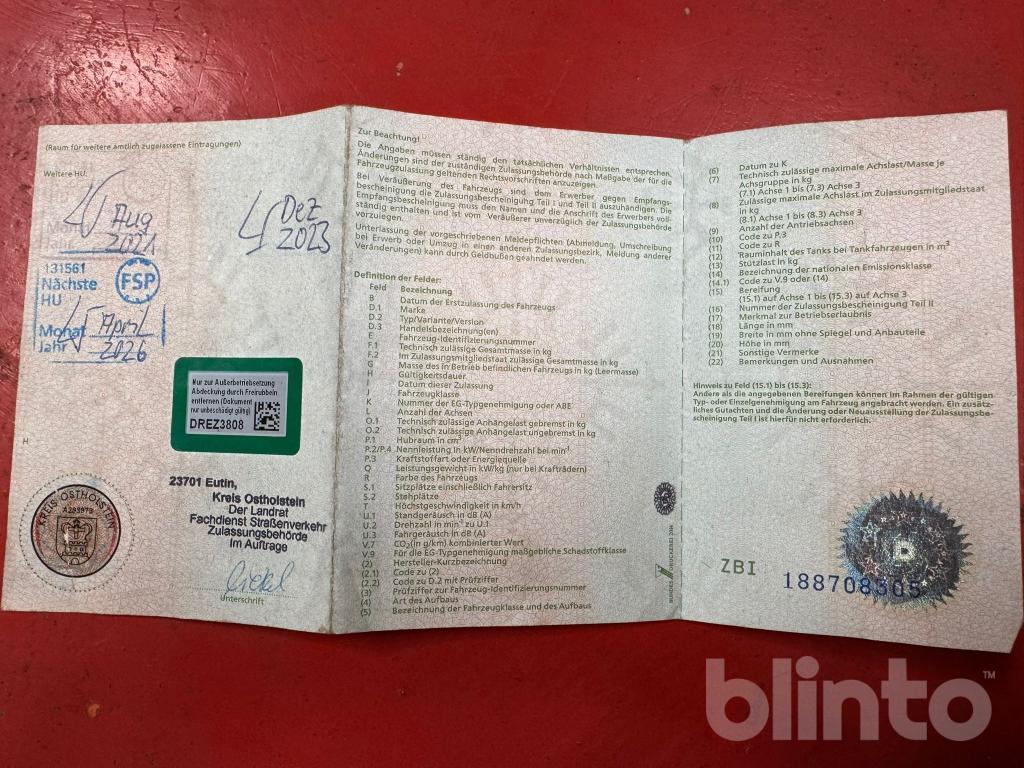 (Raum für weitere amtlich zugelassene Eintragungen)
Weitere HU:
Aug
2021
Dez
2023
131561
Nächste
HU
FSP
Monat April
Jahr 2026
Nur zur Außerbetriebsetzung
Abdeckung durch Freirubbeln
entfernen (Dokument
nur unbeschädigt gültig)
DREZ3808
H
KREIS OSTHOLSTEIN
23701 Eutin,
Kreis Ostholstein
Der Landrat
Fachdienst Straßenverkehr
Zulassungsbehörde
Im Auftrage
Unterschrift
Zur Beachtung!
Die Angaben müssen ständig den tatsächlichen Verhältnissen entsprechen.
Änderungen sind der zuständigen Zulassungsbehörde nach Maßgabe der für die
Fahrzeugzulassung geltenden Rechtsvorschriften anzuzeigen.
Bei Veräußerung des Fahrzeugs sind dem Erwerber gegen Empfangs-
bescheinigung die Zulassungsbescheinigung Teil I und Teil II auszuhändigen. Die
Empfangsbescheinigung muss den Namen und die Anschrift des Erwerbers voll-
ständig enthalten und ist vom Veräußerer unverzüglich der Zulassungsbehörde
vorzulegen.
Unterlassung der vorgeschriebenen Meldepflichten (Abmeldung, Umschreibung
bei Erwerb oder Umzug in einen anderen Zulassungsbezirk, Meldung anderer
Veränderungen) kann durch Geldbußen geahndet werden.
Definition der Felder:
Feld Bezeichnung
B Datum der Erstzulassung des Fahrzeugs
D.1 Marke
D.2 Typ/Variante/Version
D.3 Handelsbezeichnung(en)
E Fahrzeug-Identifizierungsnummer
F.1 Technisch zulässige Gesamtmasse in kg
F.2 Im Zulassungsmitgliedstaat zulässige Gesamtmasse in kg
G Masse des in Betrieb befindlichen Fahrzeugs in kg (Leermasse)
H Gültigkeitsdauer
I Datum dieser Zulassung
J Fahrzeugklasse
K Nummer der EG-Typgenehmigung oder ABE
L Anzahl der Achsen
O.1 Technisch zulässige Anhängelast gebremst in kg
O.2 Technisch zulässige Anhängelast ungebremst in kg
P.1 Hubraum in cm³
P.2/P.4 Nennleistung in kW/Nenndrehzahl bei min⁻¹
P.3 Kraftstoffart oder Energiequelle
Q Leistungsgewicht in kW/kg (nur bei Krafträdern)
R Farbe des Fahrzeugs
S.1 Sitzplätze einschließlich Fahrersitz
S.2 Stehplätze
T Höchstgeschwindigkeit in km/h
U.1 Standgeräusch in dB (A)
U.2 Drehzahl in min⁻¹ zu U.1
U.3 Fahrgeräusch in dB (A)
V.7 CO₂(in g/km) kombinierter Wert
V.9 Für die EG-Typgenehmigung maßgebliche Schadstoffklasse
(2) Hersteller-Kurzbezeichnung
(2.1) Code zu (2)
(2.2) Code zu D.2 mit Prüfziffer
(3) Prüfziffer zur Fahrzeug-Identifizierungsnummer
(4) Art des Aufbaus
(5) Bezeichnung der Fahrzeugklasse und des Aufbaus
(6) Datum zu K
(7) Technisch zulässige maximale Achslast/Masse je
Achsgruppe in kg
(7.1) Achse 1 bis (7.3) Achse 3
(8) Zulässige maximale Achslast im Zulassungsmitgliedstaat
in kg
(8.1) Achse 1 bis (8.3) Achse 3
(9) Anzahl der Antriebsachsen
(10) Code zu P.3
(11) Code zu R
(12) Rauminhalt des Tanks bei Tankfahrzeugen in m³
(13) Stützlast in kg
(14) Bezeichnung der nationalen Emissionsklasse
(14.1) Code zu V.9 oder (14)
(15) Bereifung
(15.1) auf Achse 1 bis (15.3) auf Achse 3
(16) Nummer der Zulassungsbescheinigung Teil II
(17) Merkmal zur Betriebserlaubnis
(18) Länge in mm
(19) Breite in mm ohne Spiegel und Anbauteile
(20) Höhe in mm
(21) Sonstige Vermerke
(22) Bemerkungen und Ausnahmen
Hinweis zu Feld (15.1) bis (15.3):
Andere als die angegebenen Bereifungen können im Rahmen der gültigen
Typ- oder Einzelgenehmigung am Fahrzeug angebracht werden. Ein zusätz-
liches Gutachten und die Änderung oder Neuausstellung der Zulassungsbe-
scheinigung Teil I ist hierfür nicht erforderlich.
D
ZBI 188708305
blinto™